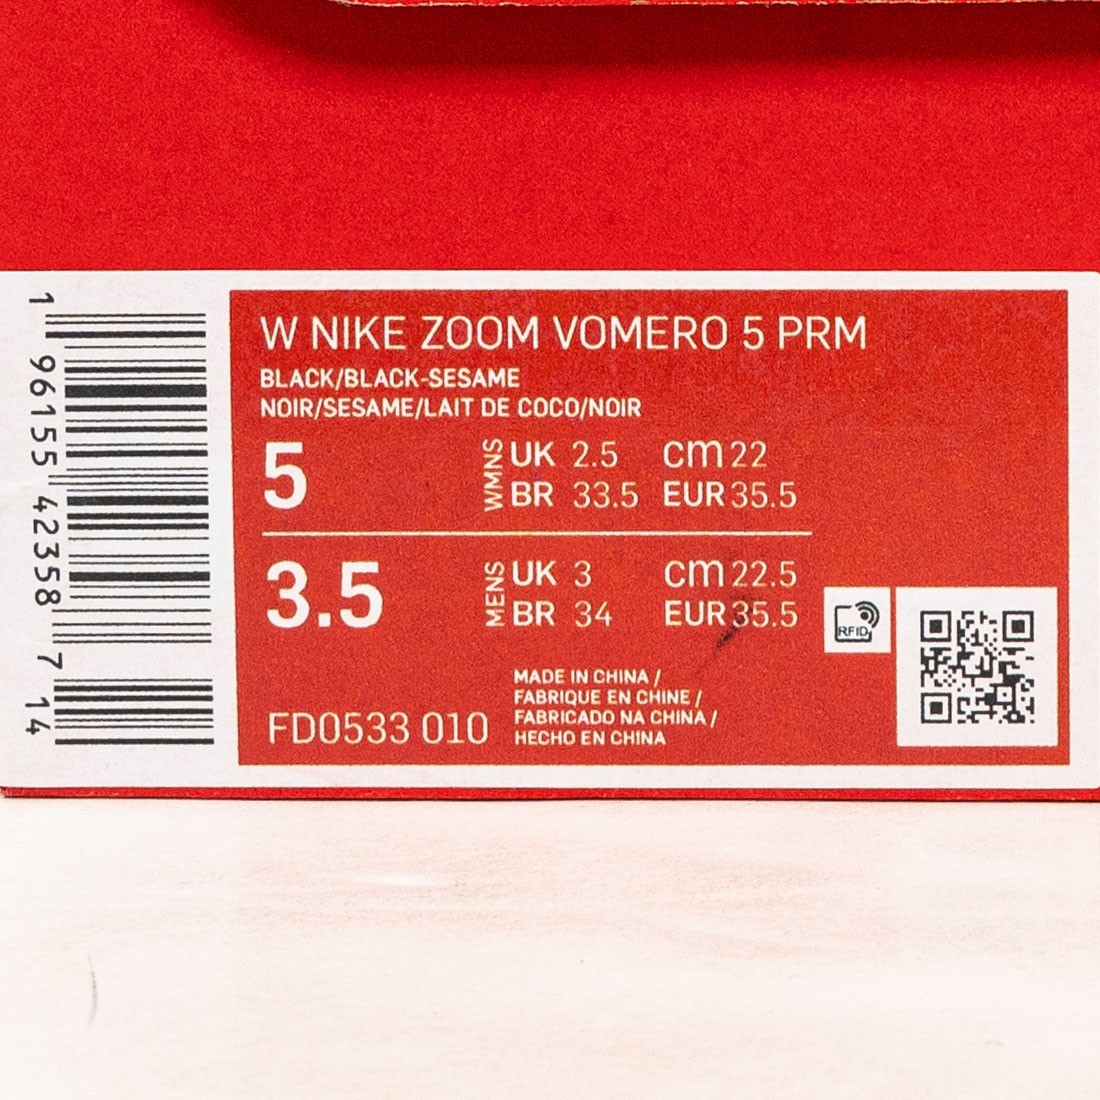 W NIKE ZOOM VOMERO 5 PRM
BLACK/BLACK-SESAME
NOIR/SESAME/LAIT DE COCO/NOIR
5 WMNS UK 2.5 cm 22
BR 33.5 EUR 35.5
3.5 MENS UK 3 cm 22.5
BR 34 EUR 35.5
MADE IN CHINA /
FABRIQUE EN CHINE /
FABRICADO NA CHINA /
HECHO EN CHINA
FD0533 010
RFID
1 96155 42358 7 14